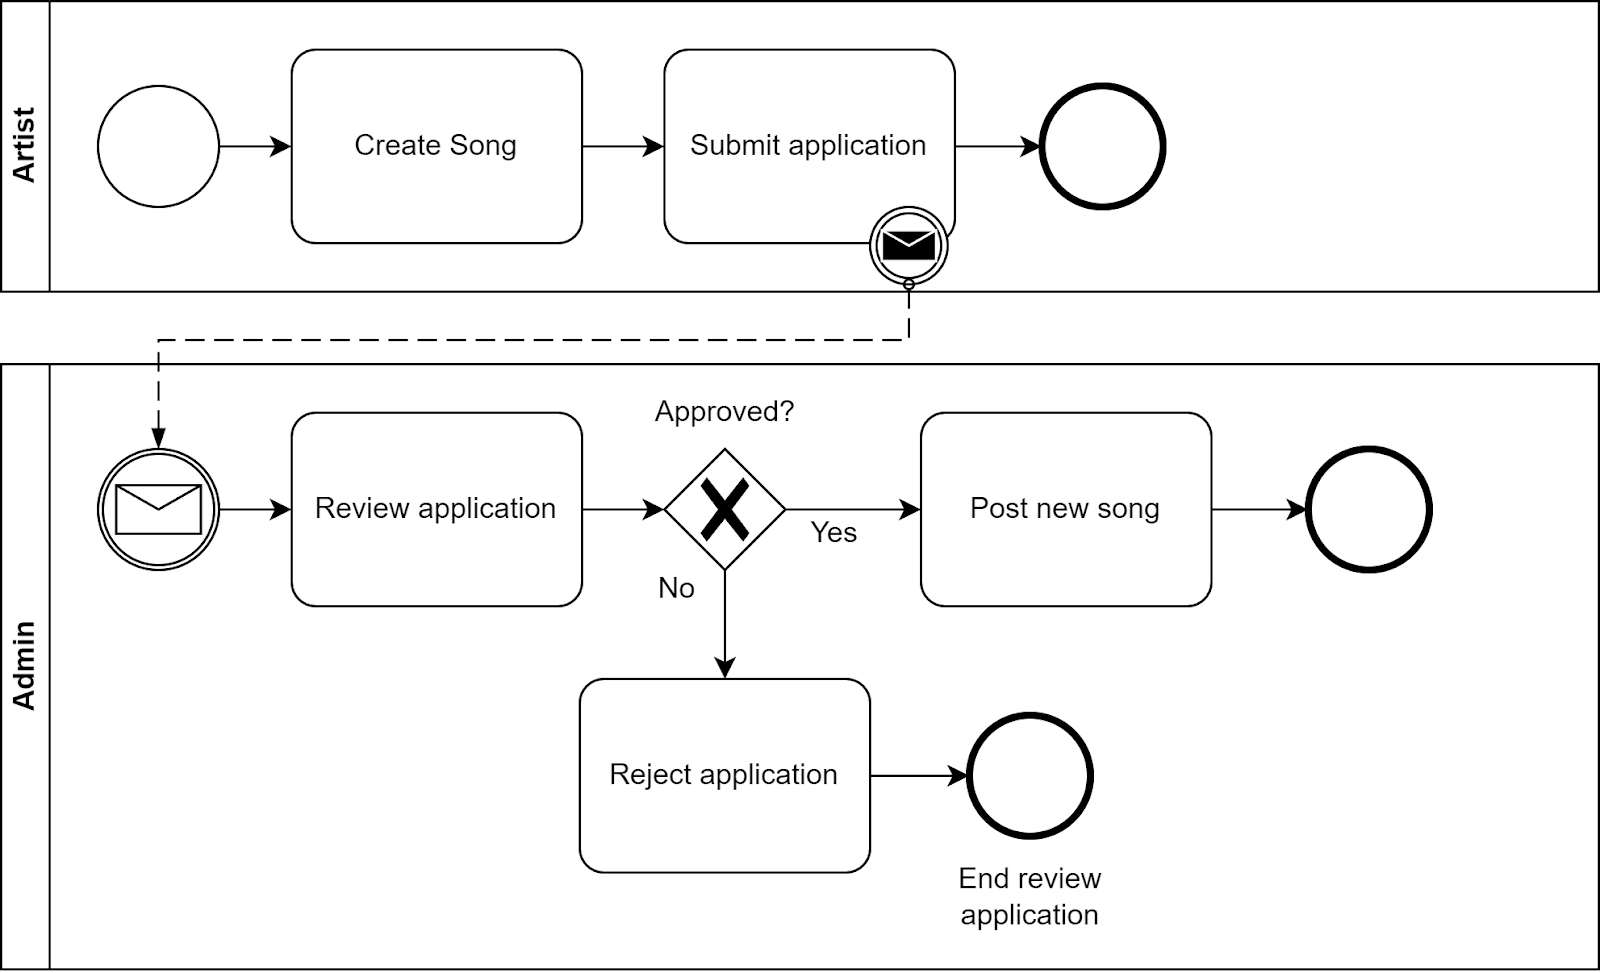 Artist
Create Song
Submit application
Admin
Approved?
Review application
Yes
Post new song
No
Reject application
End review
application